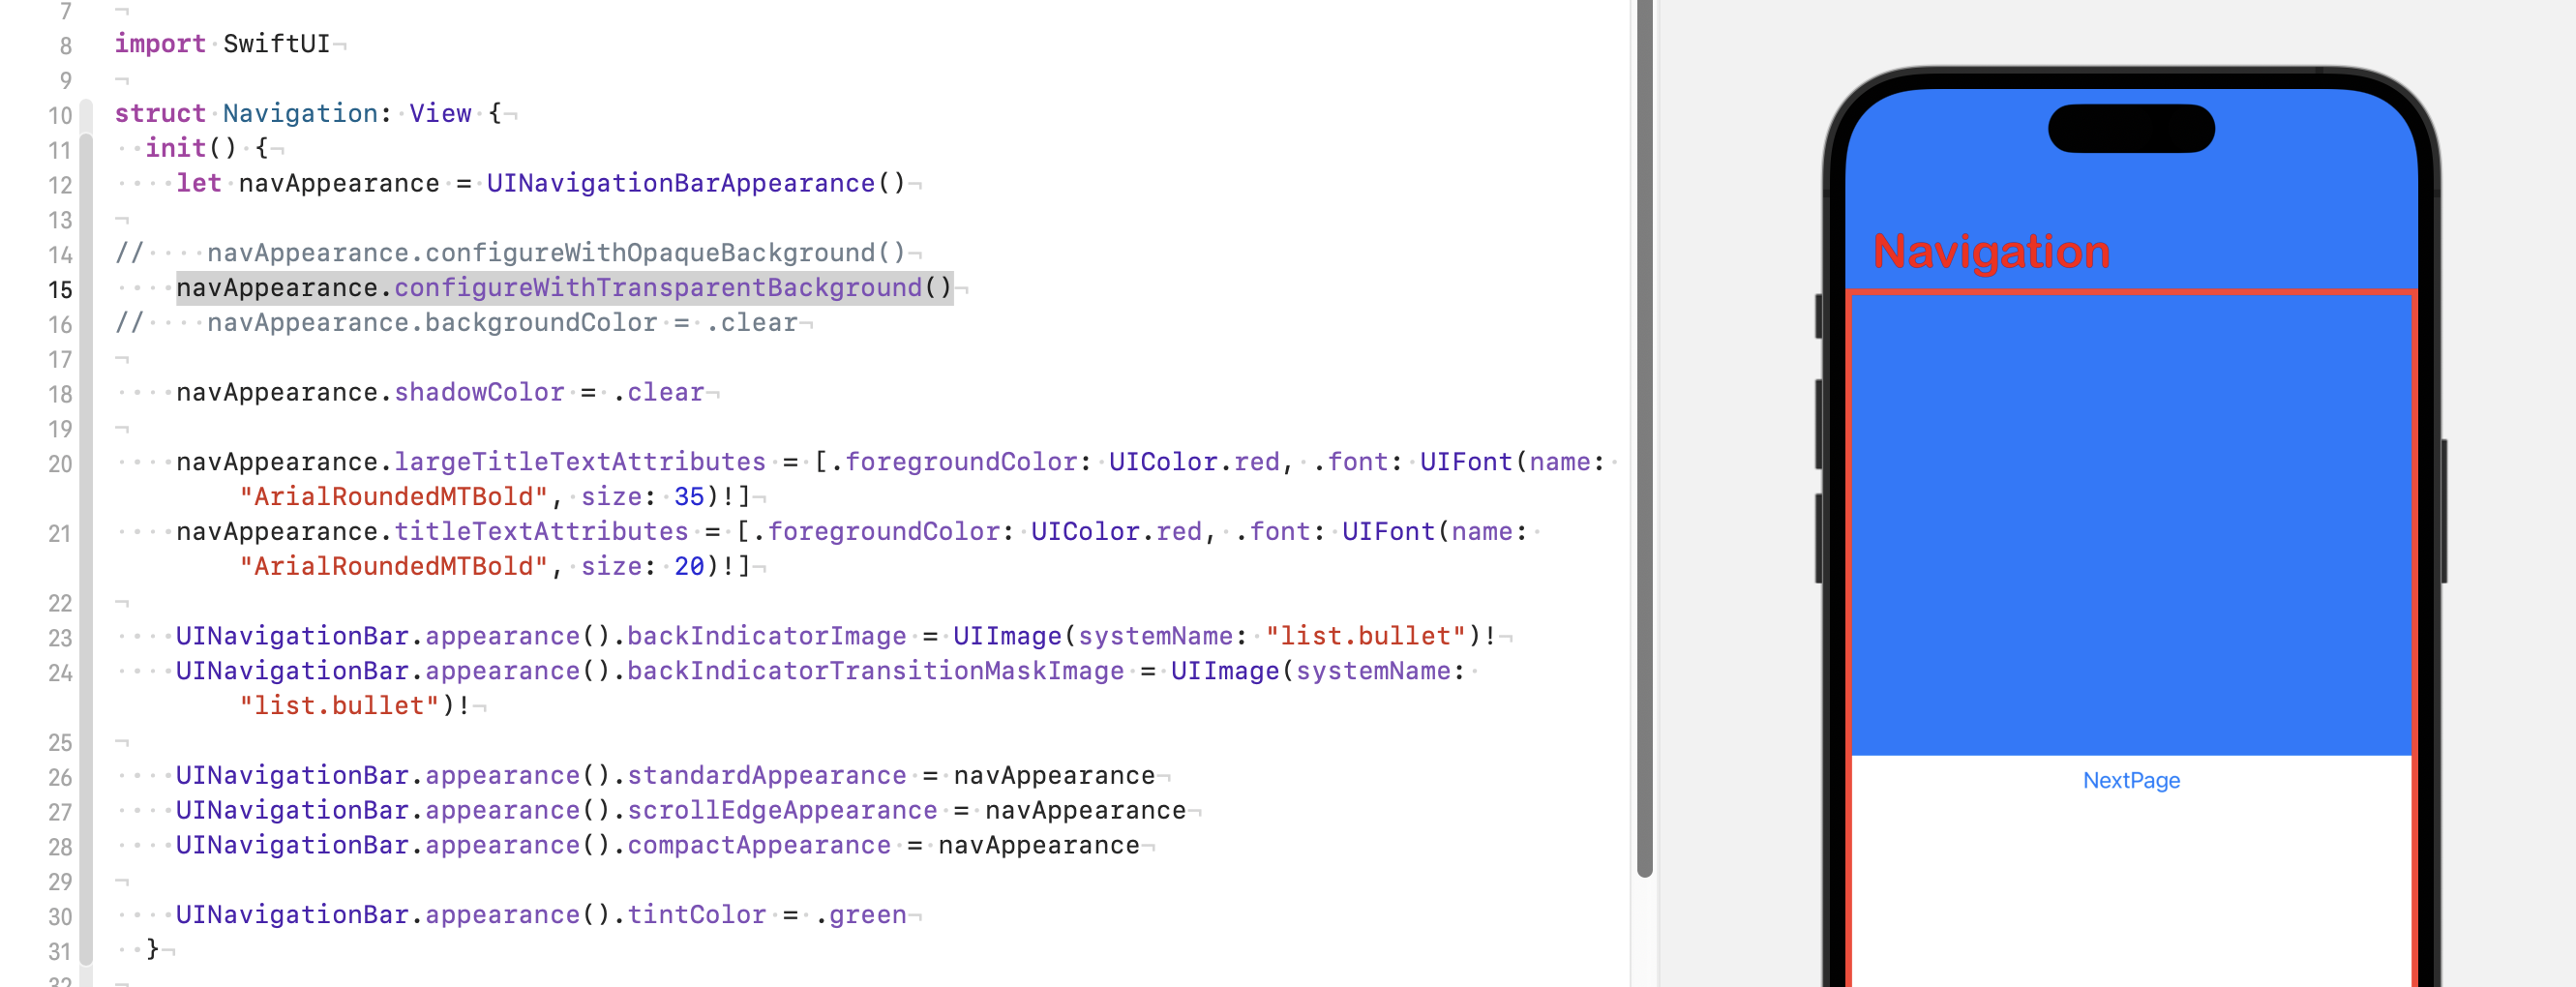 7
8 import SwiftUI
9
10 struct Navigation: View {
11 init() {
12 let navAppearance = UINavigationBarAppearance()
13
14 // navAppearance.configureWithOpaqueBackground()
15 navAppearance.configureWithTransparentBackground()
16 // navAppearance.backgroundColor = .clear
17
18 navAppearance.shadowColor = .clear
19
20 navAppearance.largeTitleTextAttributes = [.foregroundColor: UIColor.red, .font: UIFont(name:
"ArialRoundedMTBold", size: 35)!]
21 navAppearance.titleTextAttributes = [.foregroundColor: UIColor.red, .font: UIFont(name:
"ArialRoundedMTBold", size: 20)!]
22
23 UINavigationBar.appearance().backIndicatorImage = UIImage(systemName: "list.bullet")!
24 UINavigationBar.appearance().backIndicatorTransitionMaskImage = UIImage(systemName:
"list.bullet")!
25
26 UINavigationBar.appearance().standardAppearance = navAppearance
27 UINavigationBar.appearance().scrollEdgeAppearance = navAppearance
28 UINavigationBar.appearance().compactAppearance = navAppearance
29
30 UINavigationBar.appearance().tintColor = .green
31 }
32
Navigation
NextPage